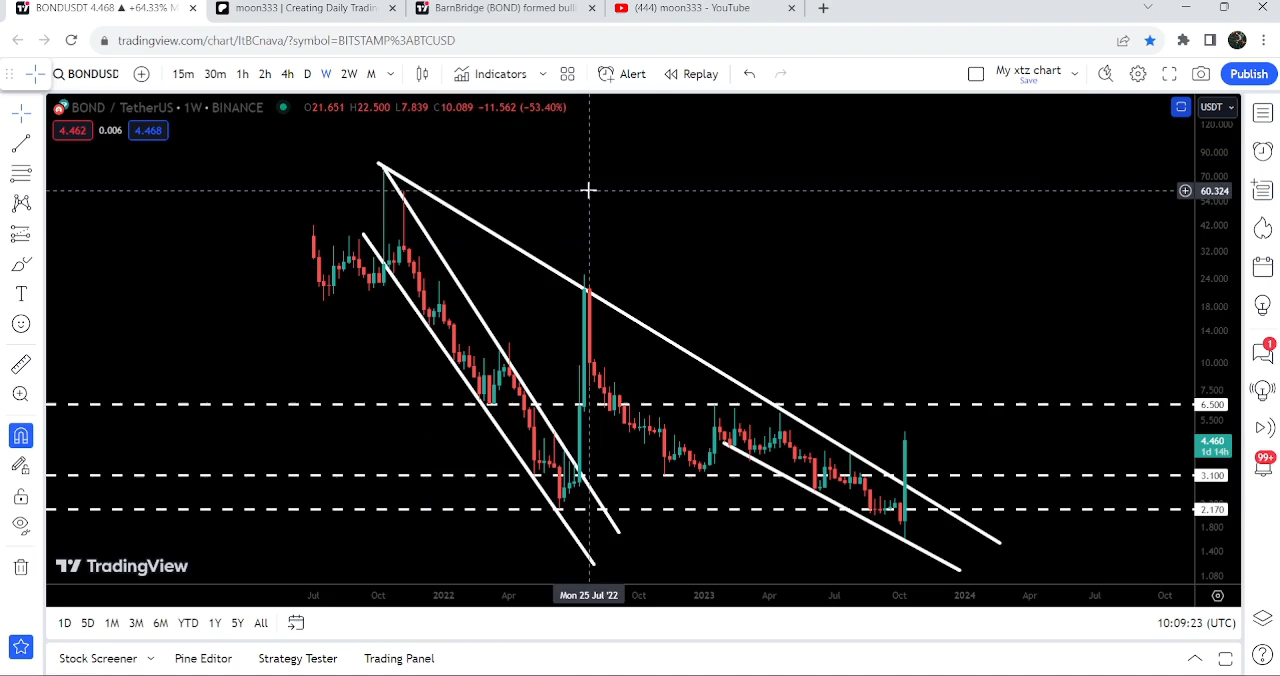 BONDUSDT 4.468 ▲ +64.33% M
moon333 | Creating Daily Tradin
BarnBridge (BOND) formed bulli
(444) moon333 - YouTube
tradingview.com/chart/ItBCnava/?symbol=BITSTAMP%3ABTCUSD
BONDUSD 15m 30m 1h 2h 4h D W 2W M Indicators Alert Replay My xtz chart Save Publish
BOND / TetherUS • 1W • BINANCE O21.651 H22.500 L7.839 C10.089 -11.562 (-53.40%) USDT
4.462 0.006 4.468
120.000
90.000
70.000
60.324
54.000
42.000
32.000
24.000
18.000
14.000
10.000
7.500
6.500
5.500
4.460
1d 14h
3.100
2.170
1.800
1.400
1.080
TradingView
Jul Oct 2022 Apr Mon 25 Jul '22 Oct 2023 Apr Jul Oct 2024 Apr Jul Oct
1D 5D 1M 3M 6M YTD 1Y 5Y All 10:09:23 (UTC)
Stock Screener Pine Editor Strategy Tester Trading Panel
1
99+